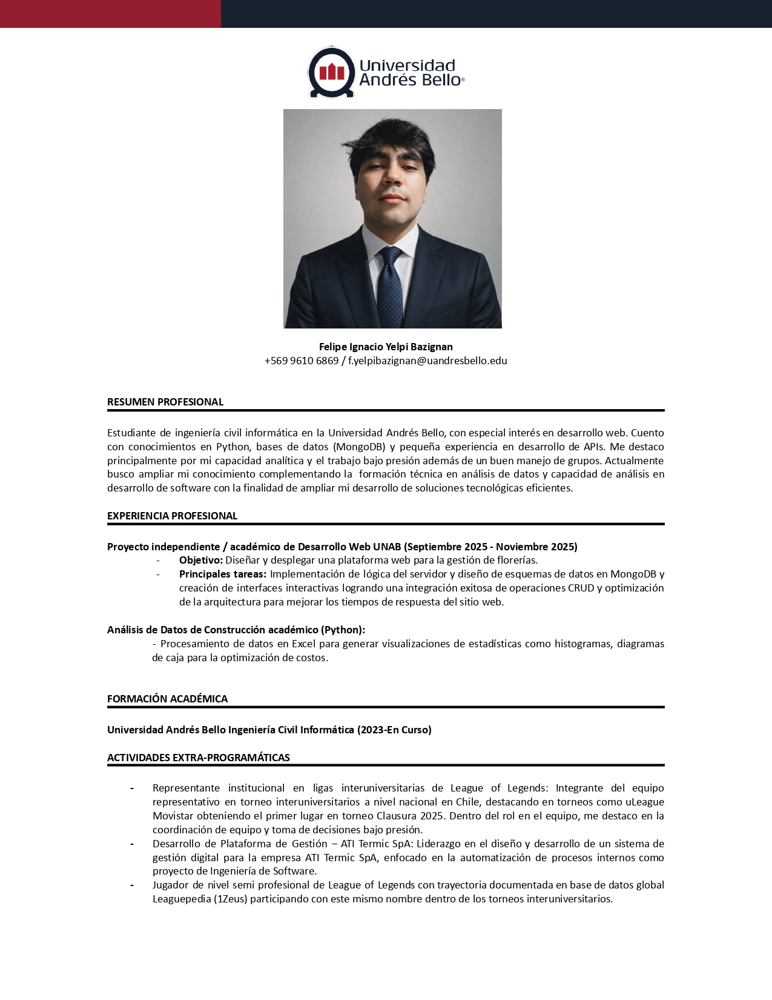 Universidad
Andrés Bello®
Felipe Ignacio Yelpi Bazignan
+569 9610 6869 / f.yelpibazignan@uandresbello.edu
RESUMEN PROFESIONAL
Estudiante de ingeniería civil informática en la Universidad Andrés Bello, con especial interés en desarrollo web. Cuento
con conocimientos en Python, bases de datos (MongoDB) y pequeña experiencia en desarrollo de APIs. Me destaco
principalmente por mi capacidad analítica y el trabajo bajo presión además de un buen manejo de grupos. Actualmente
busco ampliar mi conocimiento complementando la formación técnica en análisis de datos y capacidad de análisis en
desarrollo de software con la finalidad de ampliar mi desarrollo de soluciones tecnológicas eficientes.
EXPERIENCIA PROFESIONAL
Proyecto independiente / académico de Desarrollo Web UNAB (Septiembre 2025 - Noviembre 2025)
- Objetivo: Diseñar y desplegar una plataforma web para la gestión de florerías.
- Principales tareas: Implementación de lógica del servidor y diseño de esquemas de datos en MongoDB y
creación de interfaces interactivas logrando una integración exitosa de operaciones CRUD y optimización
de la arquitectura para mejorar los tiempos de respuesta del sitio web.
Análisis de Datos de Construcción académico (Python):
- Procesamiento de datos en Excel para generar visualizaciones de estadísticas como histogramas, diagramas
de caja para la optimización de costos.
FORMACIÓN ACADÉMICA
Universidad Andrés Bello Ingeniería Civil Informática (2023-En Curso)
ACTIVIDADES EXTRA-PROGRAMÁTICAS
- Representante institucional en ligas interuniversitarias de League of Legends: Integrante del equipo
representativo en torneo interuniversitarios a nivel nacional en Chile, destacando en torneos como uLeague
Movistar obteniendo el primer lugar en torneo Clausura 2025. Dentro del rol en el equipo, me destaco en la
coordinación de equipo y toma de decisiones bajo presión.
- Desarrollo de Plataforma de Gestión – ATI Termic SpA: Liderazgo en el diseño y desarrollo de un sistema de
gestión digital para la empresa ATI Termic SpA, enfocado en la automatización de procesos internos como
proyecto de Ingeniería de Software.
- Jugador de nivel semi profesional de League of Legends con trayectoria documentada en base de datos global
Leaguepedia (1Zeus) participando con este mismo nombre dentro de los torneos interuniversitarios.